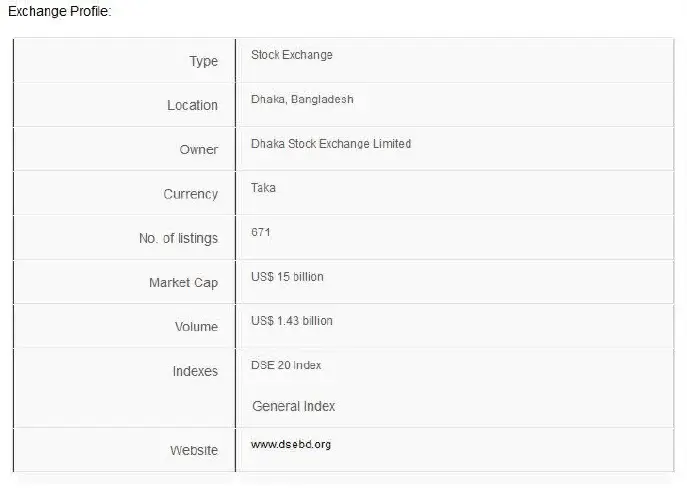 Exchange Profile:
Type Stock Exchange
Location Dhaka, Bangladesh
Owner Dhaka Stock Exchange Limited
Currency Taka
No. of listings 671
Market Cap US$ 15 billion
Volume US$ 1.43 billion
Indexes DSE 20 Index
General Index
Website www.dsebd.org